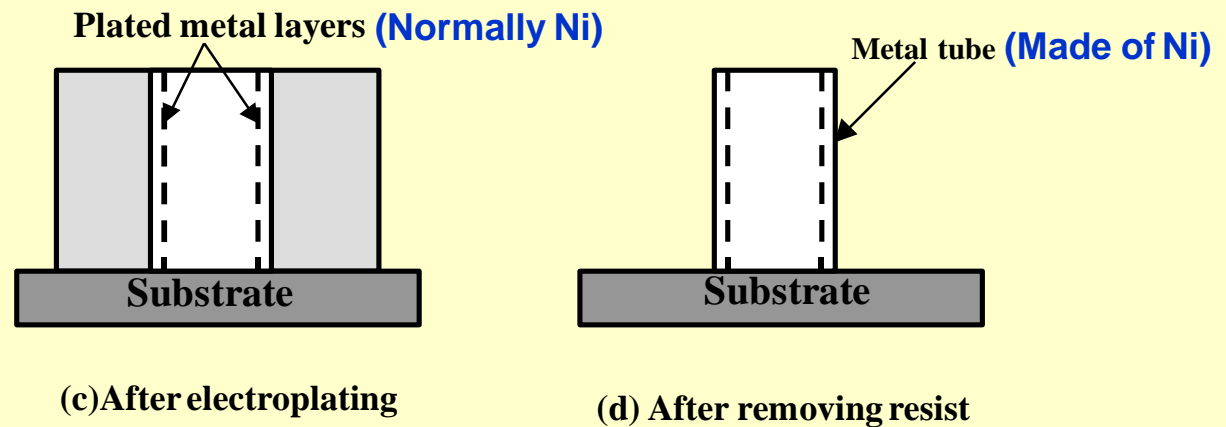 Plated metal layers (Normally Ni)
Metal tube (Made of Ni)
Substrate
Substrate
(c)After electroplating
(d) After removing resist